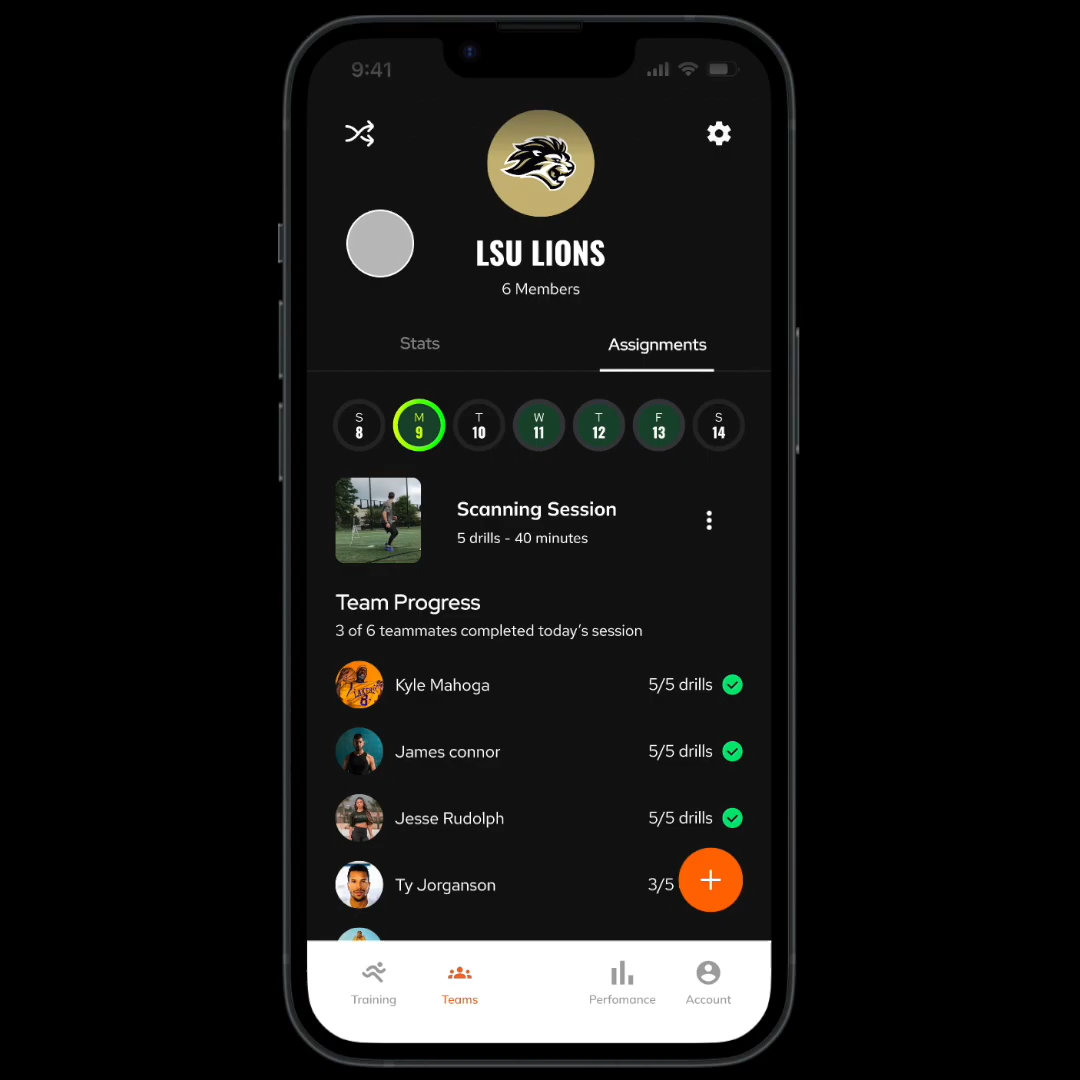 9:41
LSU LIONS
6 Members
Stats
Assignments
S M T W T F S
8 9 10 11 12 13 14
Scanning Session
5 drills - 40 minutes
Team Progress
3 of 6 teammates completed today’s session
Kyle Mahoga 5/5 drills
James connor 5/5 drills
Jesse Rudolph 5/5 drills
Ty Jorganson 3/5
Training Teams Perfomance Account